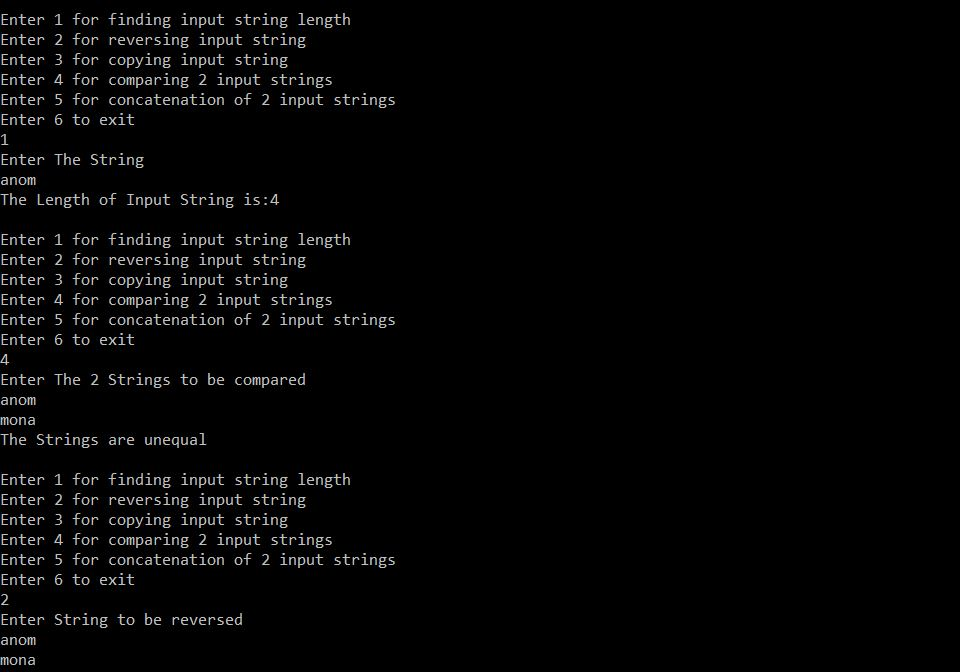 Enter 1 for finding input string length
Enter 2 for reversing input string
Enter 3 for copying input string
Enter 4 for comparing 2 input strings
Enter 5 for concatenation of 2 input strings
Enter 6 to exit
1
Enter The String
anom
The Length of Input String is:4
Enter 1 for finding input string length
Enter 2 for reversing input string
Enter 3 for copying input string
Enter 4 for comparing 2 input strings
Enter 5 for concatenation of 2 input strings
Enter 6 to exit
4
Enter The 2 Strings to be compared
anom
mona
The Strings are unequal
Enter 1 for finding input string length
Enter 2 for reversing input string
Enter 3 for copying input string
Enter 4 for comparing 2 input strings
Enter 5 for concatenation of 2 input strings
Enter 6 to exit
2
Enter String to be reversed
anom
mona